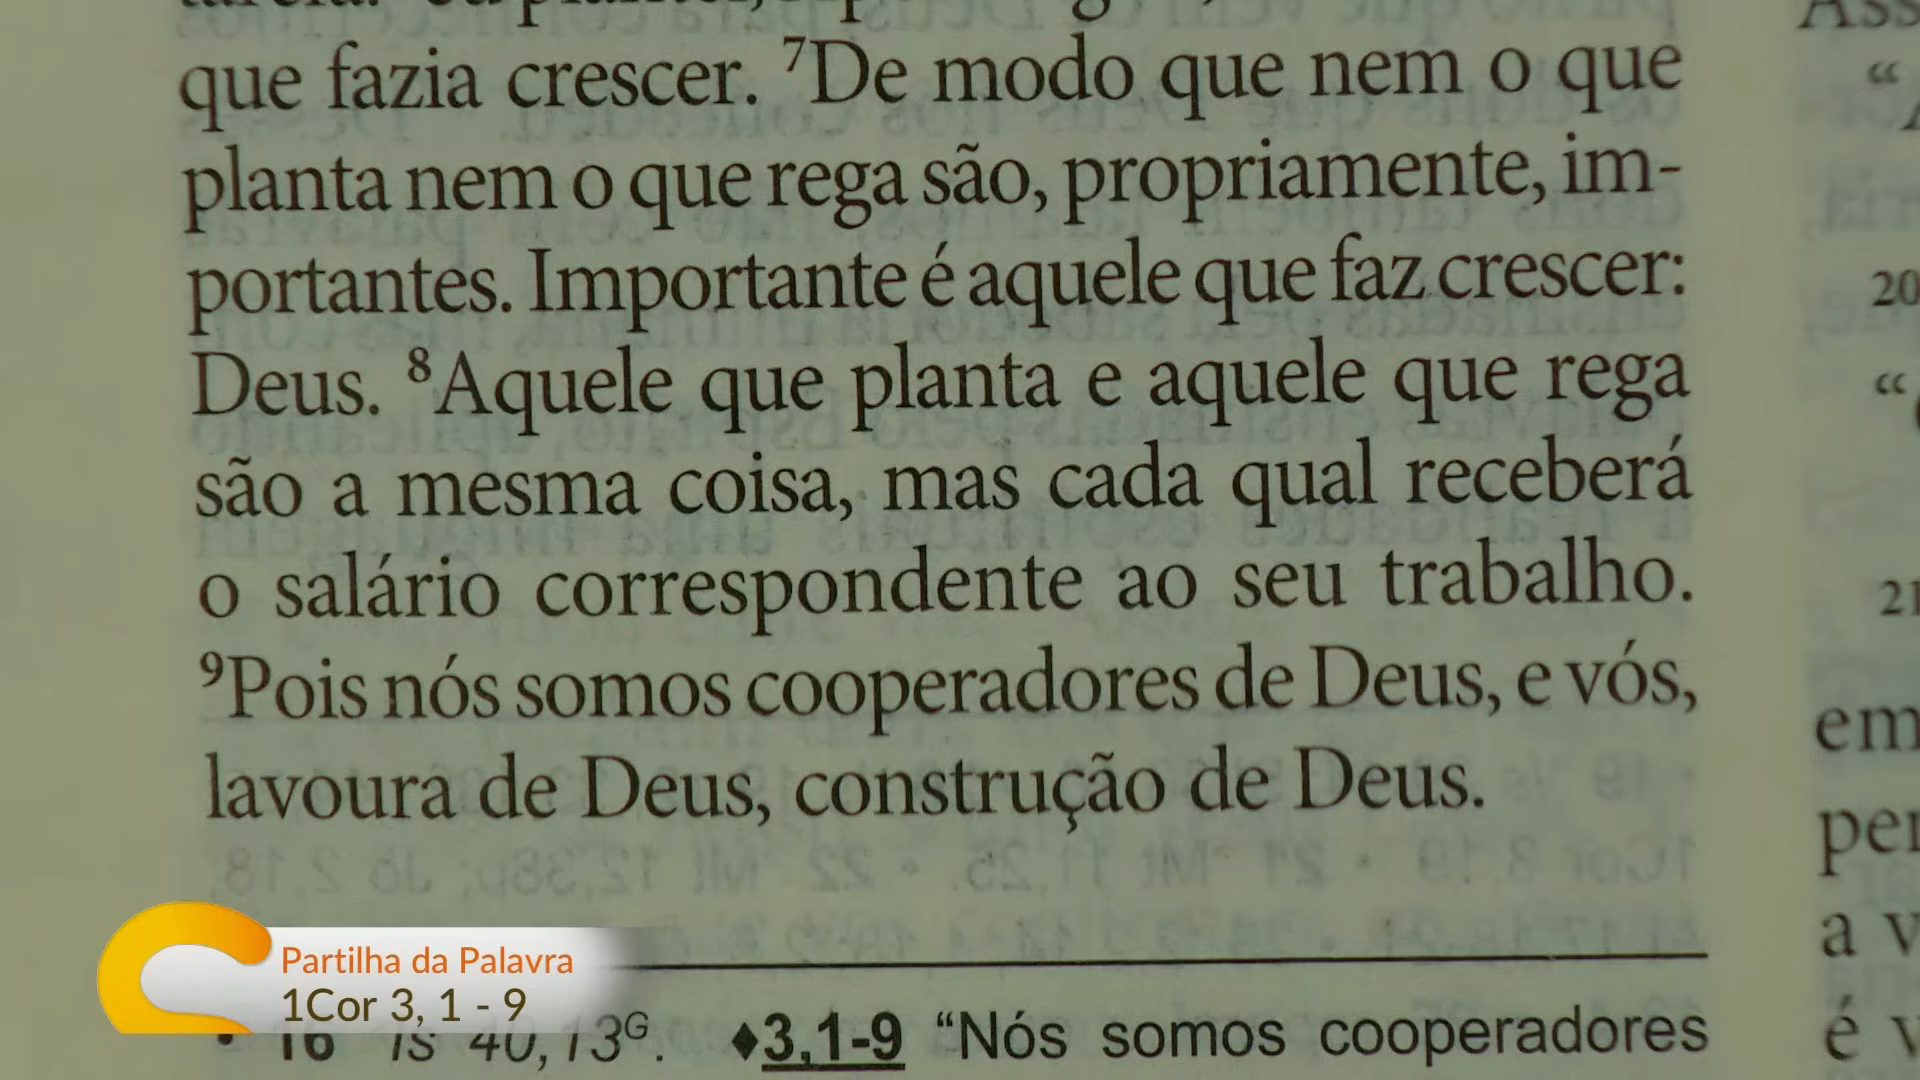 que fazia crescer. ⁷De modo que nem o que
planta nem o que rega são, propriamente, im-
portantes. Importante é aquele que faz crescer:
Deus. ⁸Aquele que planta e aquele que rega
são a mesma coisa, mas cada qual receberá
o salário correspondente ao seu trabalho.
⁹Pois nós somos cooperadores de Deus, e vós,
lavoura de Deus, construção de Deus.
Partilha da Palavra
1Cor 3, 1 - 9
• 16 Is 40,13ᴳ. ♦3,1-9 “Nós somos cooperadores
20
21
em
a v
é v